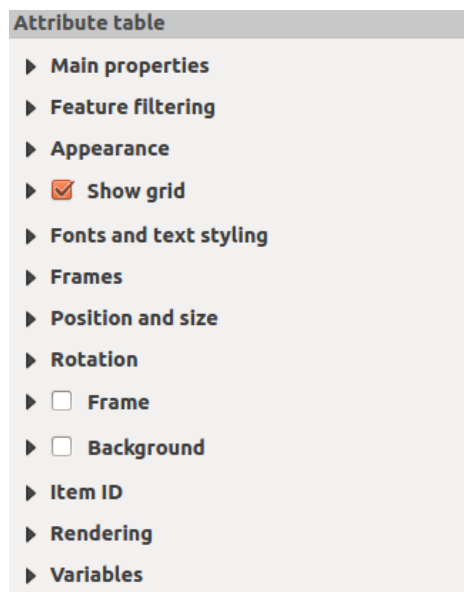 Attribute table
Main properties
Feature filtering
Appearance
Show grid
Fonts and text styling
Frames
Position and size
Rotation
Frame
Background
Item ID
Rendering
Variables